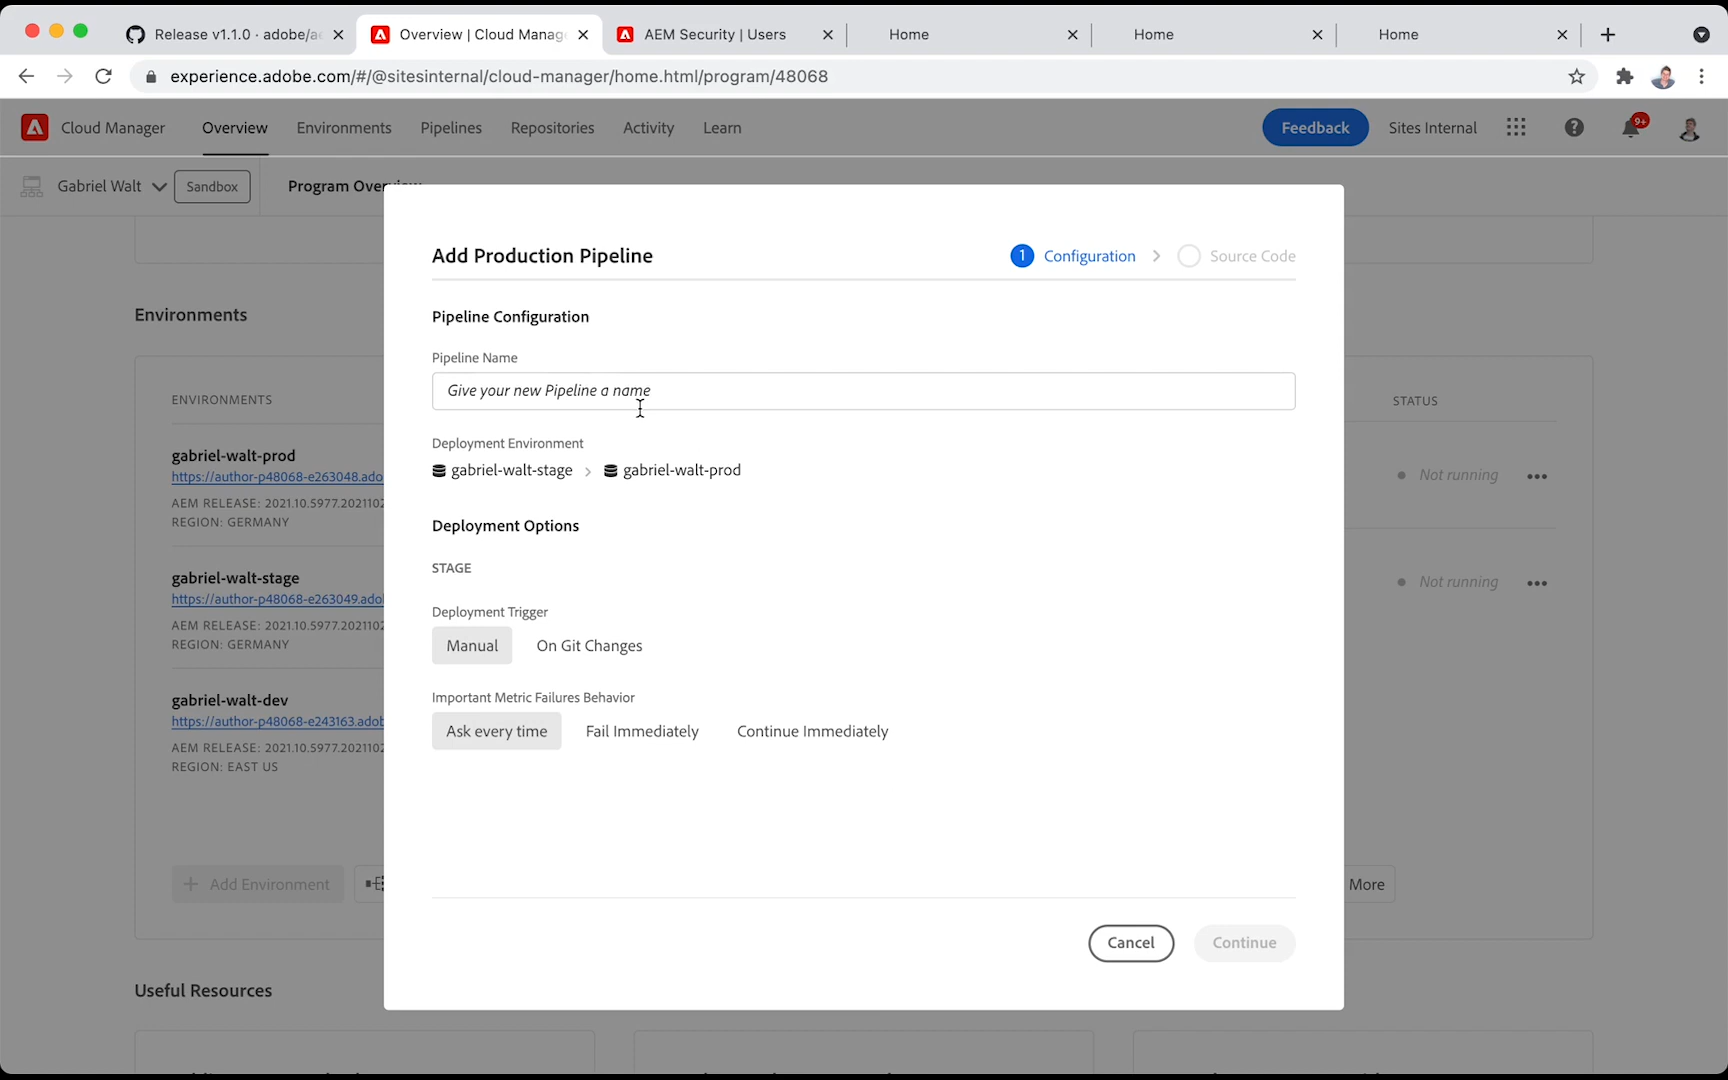 Release v1.1.0 · adobe/a
Overview | Cloud Manag
AEM Security | Users
Home
Home
Home
experience.adobe.com/#/@sitesinternal/cloud-manager/home.html/program/48068
Cloud Manager
Overview
Environments
Pipelines
Repositories
Activity
Learn
Feedback
Sites Internal
9+
Gabriel Walt
Sandbox
Program Overview
Add Production Pipeline
1 Configuration
Source Code
Pipeline Configuration
Pipeline Name
Give your new Pipeline a name
Deployment Environment
gabriel-walt-stage
gabriel-walt-prod
Deployment Options
STAGE
Deployment Trigger
Manual
On Git Changes
Important Metric Failures Behavior
Ask every time
Fail Immediately
Continue Immediately
Cancel
Continue
Environments
ENVIRONMENTS
STATUS
gabriel-walt-prod
https://author-p48068-e263048.ado
AEM RELEASE: 2021.10.5977.2021102
REGION: GERMANY
Not running
gabriel-walt-stage
https://author-p48068-e263049.ado
AEM RELEASE: 2021.10.5977.202110
REGION: GERMANY
Not running
gabriel-walt-dev
https://author-p48068-e243163.adob
AEM RELEASE: 2021.10.5977.2021102
REGION: EAST US
Add Environment
More
Useful Resources